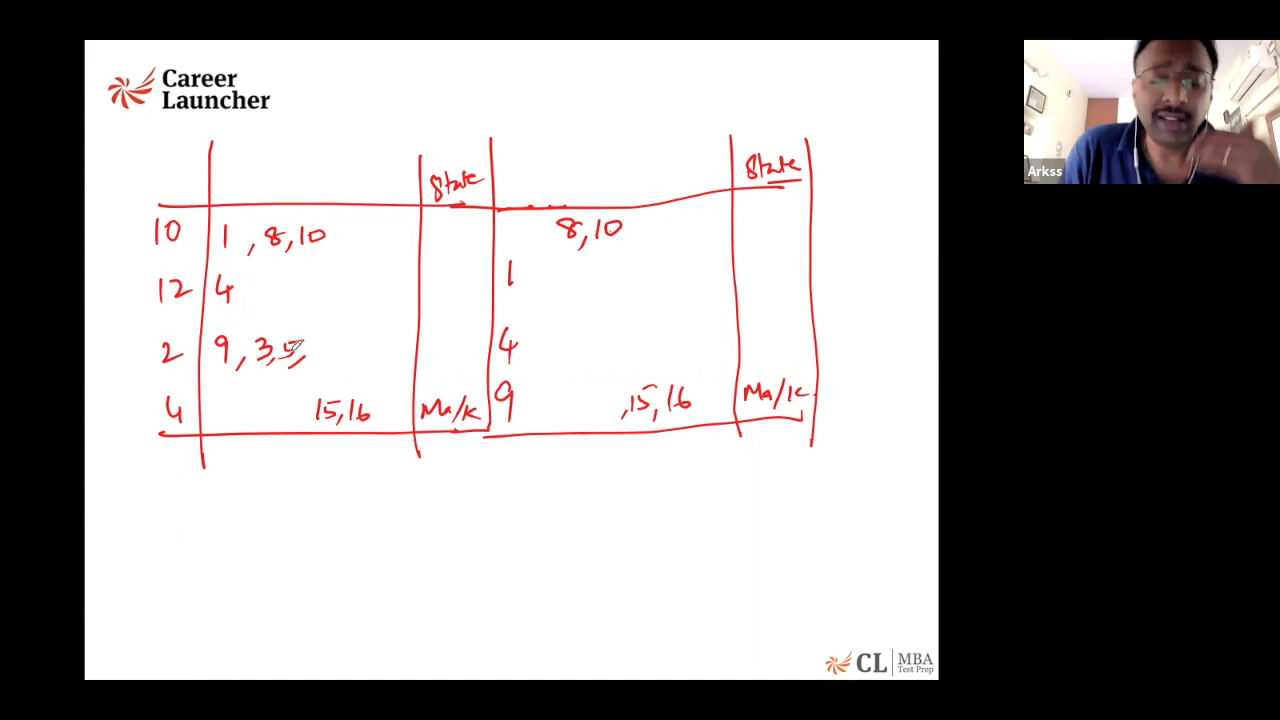 Career
Launcher
Arkss
State State
10 1, 8,10 8,10
12 4 1
2 9, 3,5, 4
4 15,16 Ma/K 9 ,15,16 Ma/K
CL MBA
Test Prep